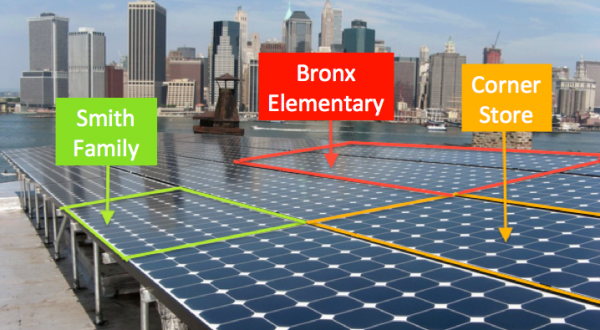 Smith
Family
Bronx
Elementary
Corner
Store